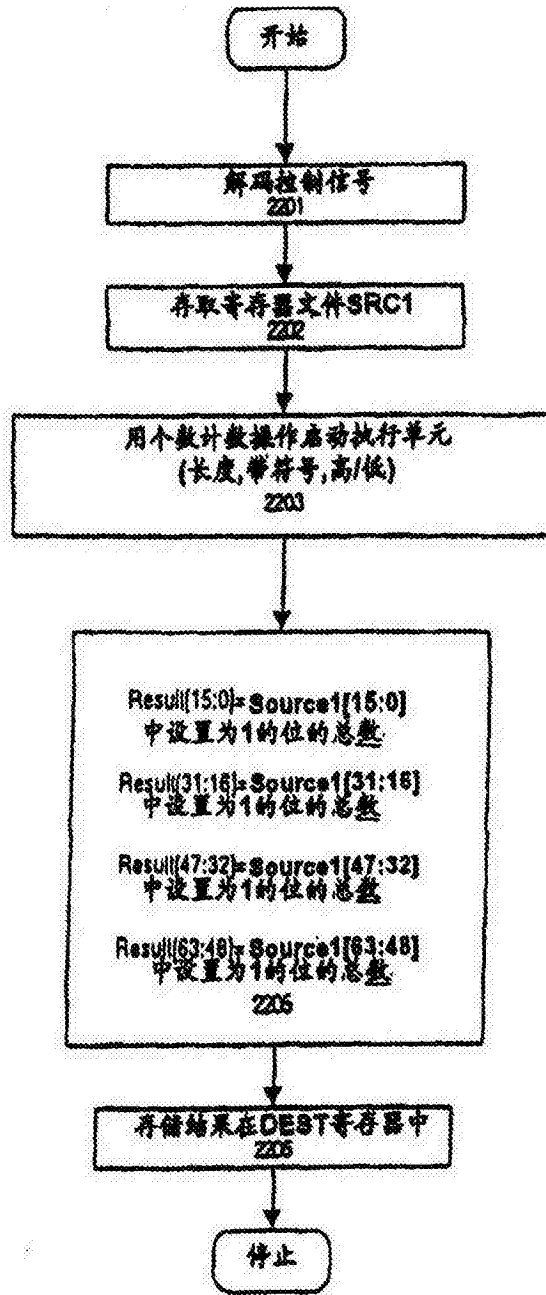 开始
解码控制信号
2201
存取寄存器文件SRC1
2202
用个数计数操作启动执行单元
(长度,带符号,高/低)
2203
Result(15:0)=Source1[15:0]
中设置为1的位的总数
Result(31:16)=Source1[31:16]
中设置为1的位的总数
Result(47:32)=Source1[47:32]
中设置为1的位的总数
Result(63:48)=Source1[63:48]
中设置为1的位的总数
2205
存储结果在DEST寄存器中
2206
停止